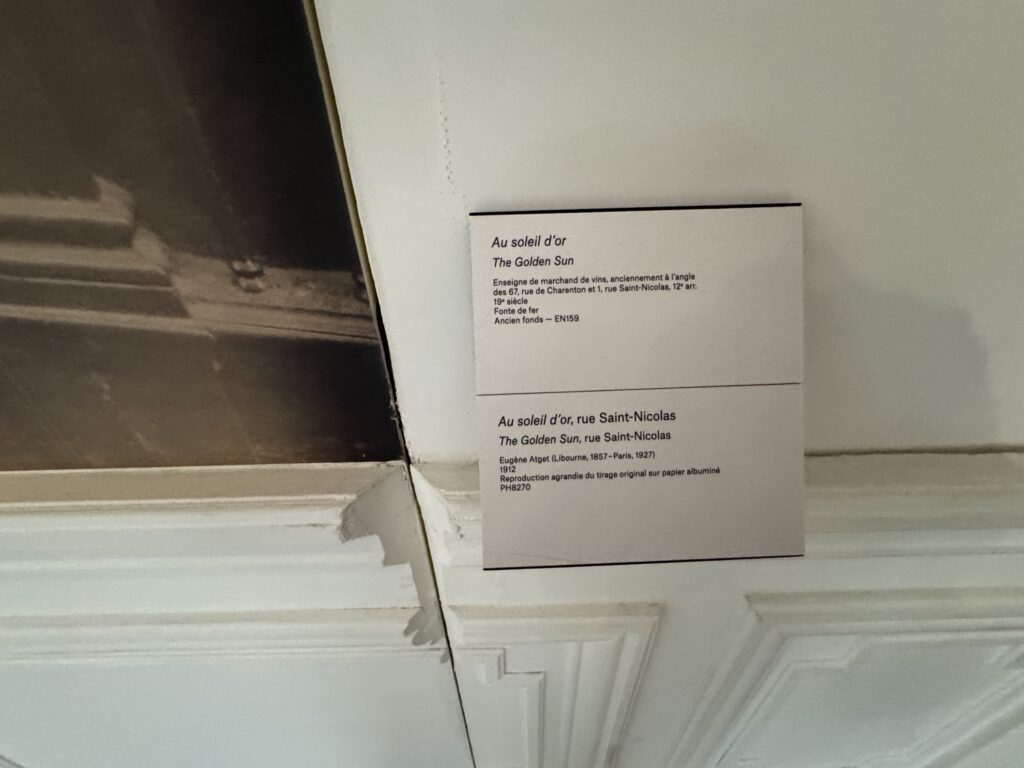 Au soleil d'or
The Golden Sun
Enseigne de marchand de vins, anciennement à l'angle
des 67, rue de Charenton et 1, rue Saint-Nicolas, 12e arr.
19e siècle
Fonte de fer
Ancien fonds — EN159
Au soleil d'or, rue Saint-Nicolas
The Golden Sun, rue Saint-Nicolas
Eugène Atget (Libourne, 1857–Paris, 1927)
1912
Reproduction agrandie du tirage original sur papier albuminé
PH8270